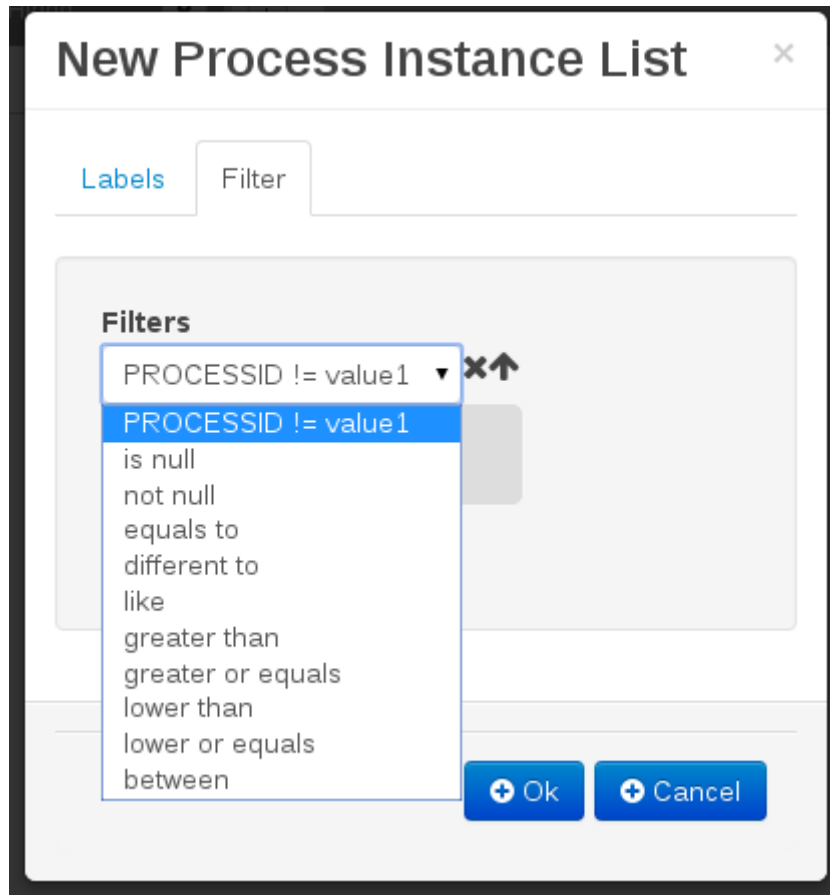 New Process Instance List ×
Labels Filter
Filters
PROCESSID != value1
PROCESSID != value1
is null
not null
equals to
different to
like
greater than
greater or equals
lower than
lower or equals
between
Ok Cancel